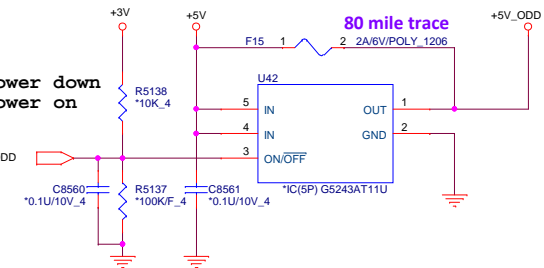 +3V
+5V
80 mile trace
+5V_ODD
F15 1 2 2A/6V/POLY_1206
ower down
ower on
R5138
*10K_4
U42
5 IN OUT 1
4 IN GND 2
3 ON/OFF
DD
C8560
*0.1U/10V_4
R5137
*100K/F_4
C8561
*0.1U/10V_4
*IC(5P) G5243AT11U